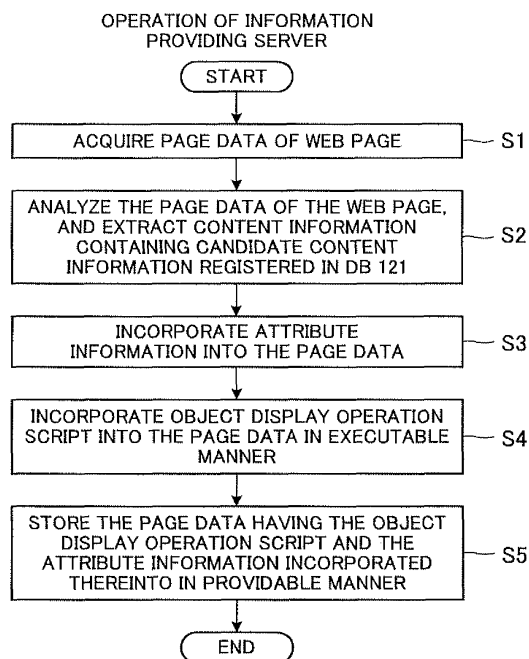 OPERATION OF INFORMATION
PROVIDING SERVER
START
ACQUIRE PAGE DATA OF WEB PAGE
S1
ANALYZE THE PAGE DATA OF THE WEB PAGE,
AND EXTRACT CONTENT INFORMATION
CONTAINING CANDIDATE CONTENT
INFORMATION REGISTERED IN DB 121
S2
INCORPORATE ATTRIBUTE
INFORMATION INTO THE PAGE DATA
S3
INCORPORATE OBJECT DISPLAY OPERATION
SCRIPT INTO THE PAGE DATA IN EXECUTABLE
MANNER
S4
STORE THE PAGE DATA HAVING THE OBJECT
DISPLAY OPERATION SCRIPT AND THE
ATTRIBUTE INFORMATION INCORPORATED
THEREINTO IN PROVIDABLE MANNER
S5
END